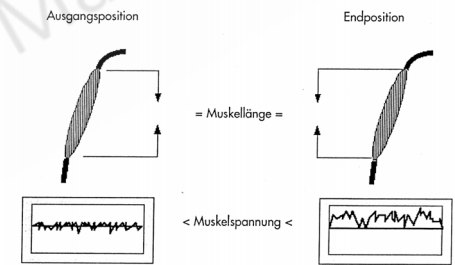 Ausgangsposition
Endposition
= Muskellänge =
< Muskelspannung <